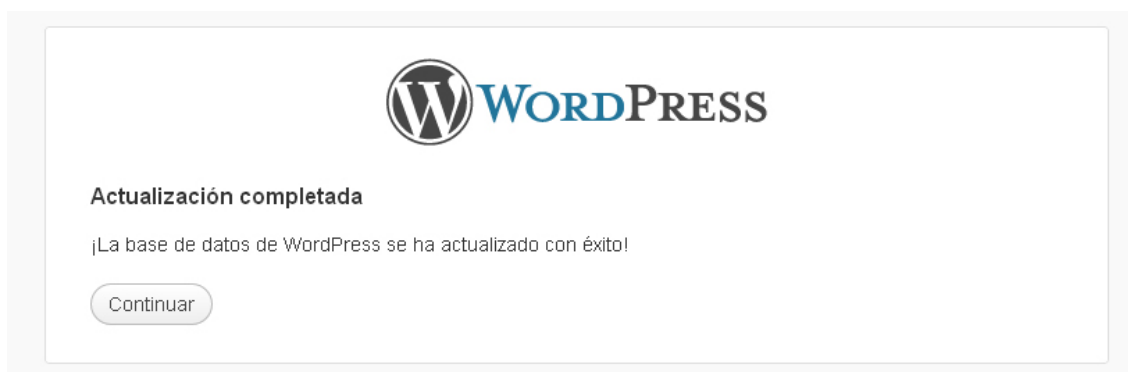 WORDPRESS
Actualización completada
¡La base de datos de WordPress se ha actualizado con éxito!
Continuar